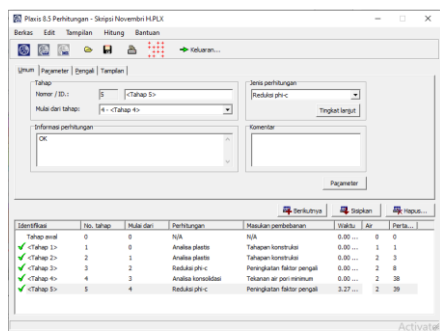 Plaxis 8.5 Perhitungan - Skripsi Novembri H.PLX
Berkas Edit Tampilan Hitung Bantuan
Keluaran...
Umum Parameter Pengali Tampilan
Tahap
Nomor / ID.: 5 <Tahap 5>
Mulai dari tahap: 4 - <Tahap 4>
Jenis perhitungan
Reduksi phi-c
Tingkat lanjut
Informasi perhitungan
OK
Komentar
Parameter
Berikutnya Sisipkan Hapus...
Identifikasi No. tahap Mulai dari Perhitungan Masukan pembebanan Waktu Air Perta...
Tahap awal 0 0 N/A N/A 0.00 ... 0 0
<Tahap 1> 1 0 Analisa plastis Tahapan konstruksi 0.00 ... 1 1
<Tahap 2> 2 1 Analisa plastis Tahapan konstruksi 0.00 ... 2 3
<Tahap 3> 3 2 Reduksi phi-c Peningkatan faktor pengali 0.00 ... 2 8
<Tahap 4> 4 3 Analisa konsolidasi Tekanan air pori minimum 0.00 ... 2 38
<Tahap 5> 5 4 Reduksi phi-c Peningkatan faktor pengali 3.27 ... 2 39
Activate